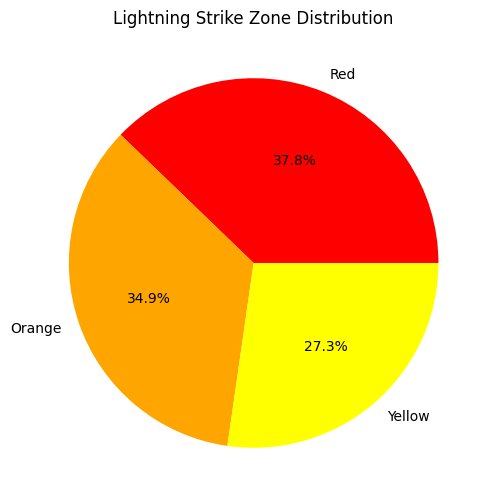 Lightning Strike Zone Distribution
Red
37.8%
34.9%
Orange
27.3%
Yellow